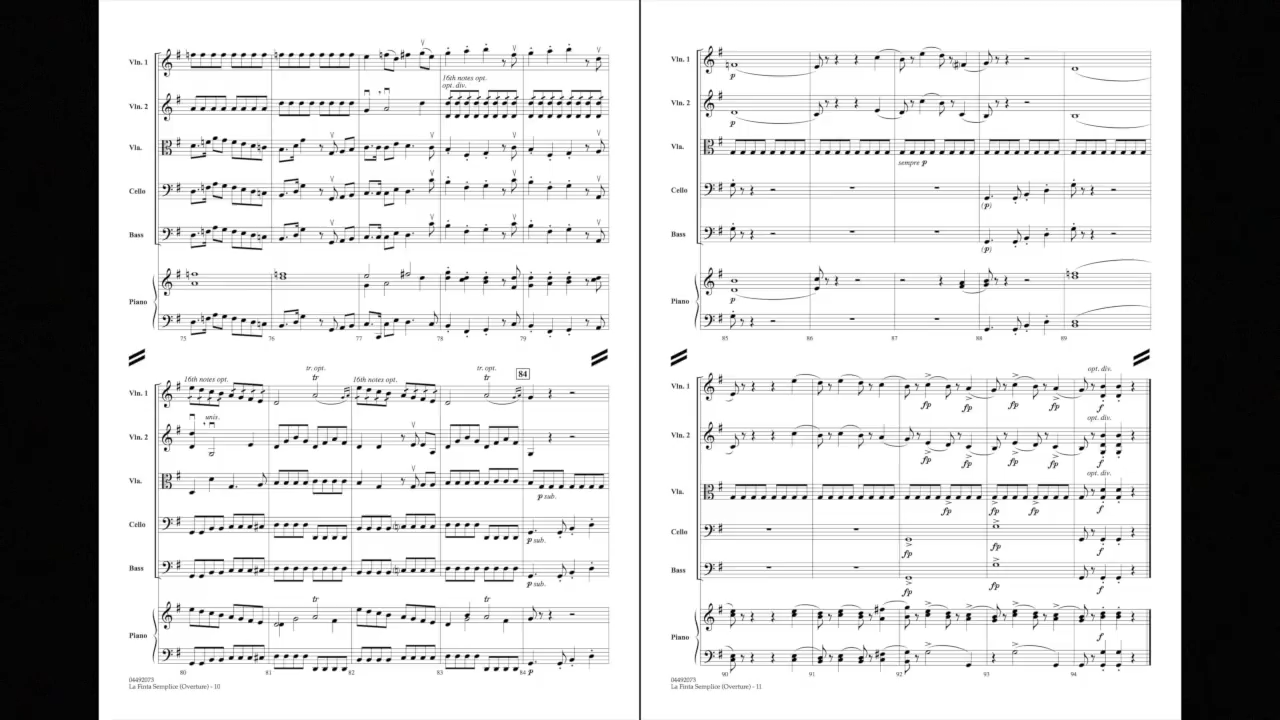 Vln. 1
16th notes opt.
opt. div.
Vln. 2
Vla.
Cello
Bass
Piano
75 76 77 78 79
84
16th notes opt. tr. opt. 16th notes opt. tr. opt.
tr tr
Vln. 1
unis.
Vln. 2
Vla.
p sub.
Cello
p sub.
Bass
p sub.
tr tr
Piano
p
80 81 82 83 84
04492073
La Finta Semplice (Overture) - 10
Vln. 1
p
Vln. 2
p
Vla.
sempre p
Cello
(p)
Bass
(p)
Piano
p
85 86 87 88 89
opt. div.
Vln. 1
fp fp fp fp f
opt. div.
Vln. 2
fp fp fp fp f
opt. div.
Vla.
fp fp fp f
Cello
fp fp f
Bass
fp fp f
Piano
f
f
90 91 92 93 94
04492073
La Finta Semplice (Overture) - 11